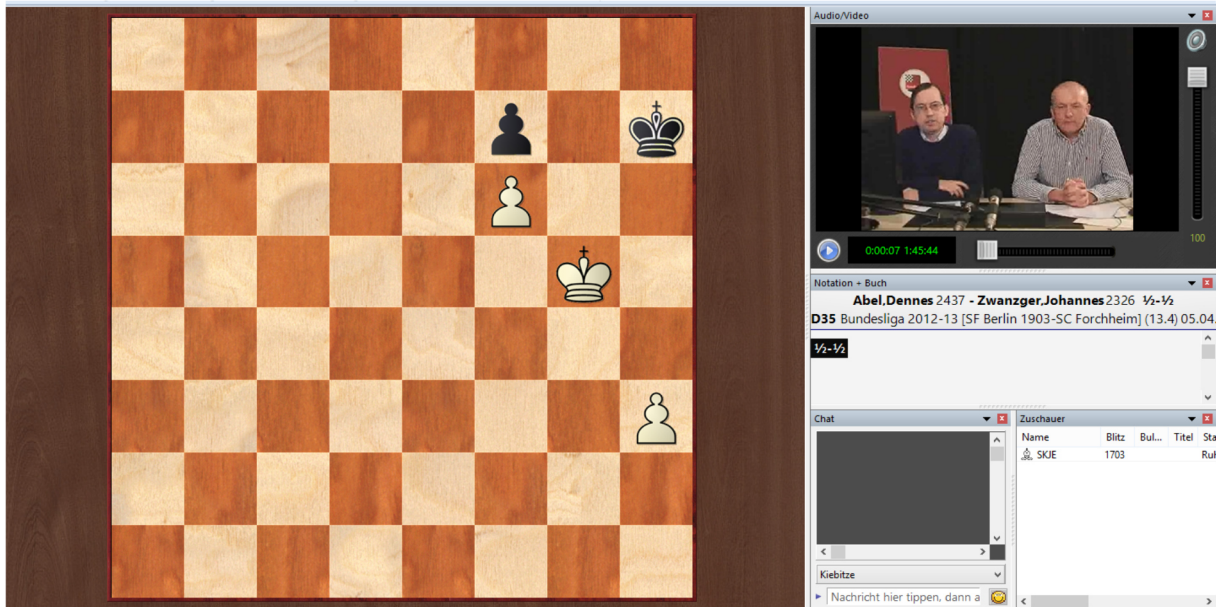 Audio/Video
0:00:07 1:45:44
100
Notation + Buch
Abel,Dennes 2437 - Zwanzger,Johannes 2326 ½-½
D35 Bundesliga 2012-13 [SF Berlin 1903-SC Forchheim] (13.4) 05.04.
½-½
Chat
Kiebitze
Nachricht hier tippen, dann a
Zuschauer
Name Blitz Bul... Titel Sta
SKJE 1703 Ruh